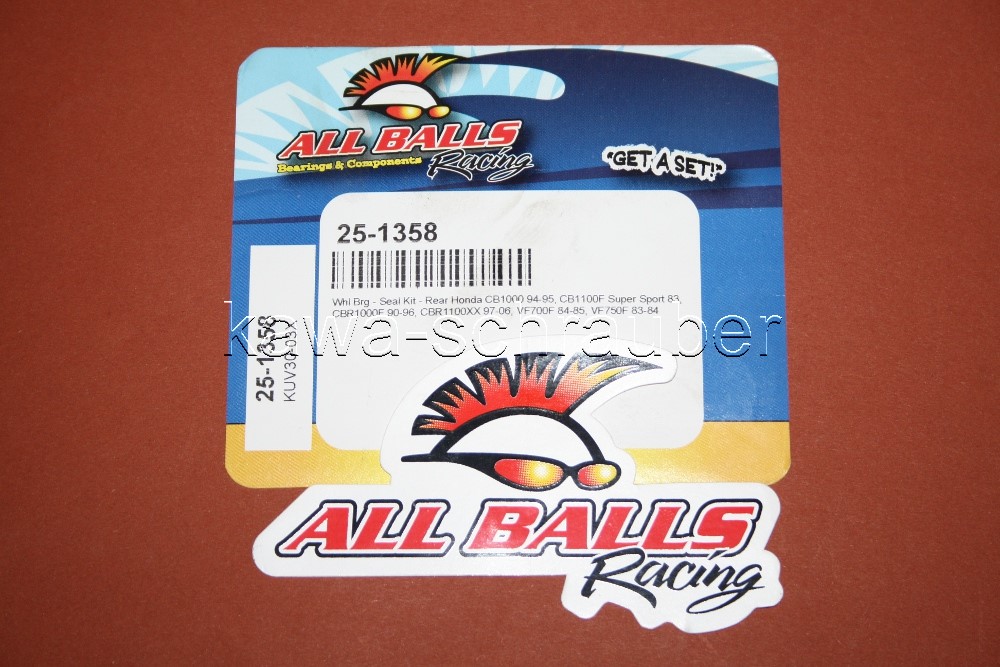 ALL BALLS
Bearings & Components
Racing
"GET A SET!"
25-1358
Whl Brg - Seal Kit - Rear Honda CB1000 94-95, CB1100F Super Sport 83,
CBR1000F 90-96, CBR1100XX 97-06, VF700F 84-85, VF750F 83-84
25-1358
kawa-schrauber
ALL BALLS
Racing